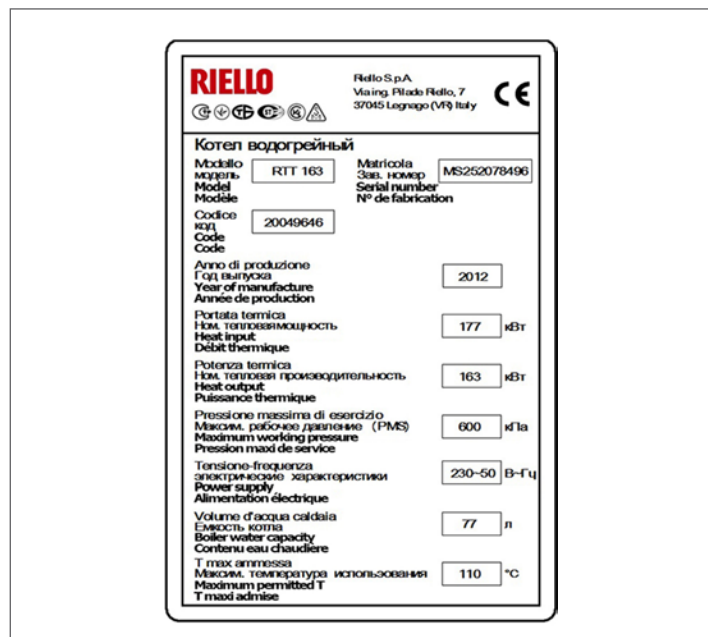 RIELLO
Riello S.p.A.
Via ing. Pilade Riello, 7
37045 Legnago (VR) Italy
CE
Котел водогрейный
Modello
модель
Model
Modèle
RTT 163
Matricola
Зав. номер
Serial number
N° de fabrication
MS252078496
Codice
код
Code
Code
20049646
Anno di produzione
Год выпуска
Year of manufacture
Année de production
2012
Portata termica
Ном. тепловая мощность
Heat input
Débit thermique
177 кВт
Potenza termica
Ном. тепловая производительность
Heat output
Puissance thermique
163 кВт
Pressione massima di esercizio
Максим. рабочее давление (PMS)
Maximum working pressure
Pression maxi de service
600 кПа
Tensione-frequenza
электрические характеристики
Power supply
Alimentation électrique
230~50 В~Гц
Volume d'acqua caldaia
Емкость котла
Boiler water capacity
Contenu eau chaudière
77 л
T max ammessa
Максим. температура использования
Maximum permitted T
T maxi admise
110 °C